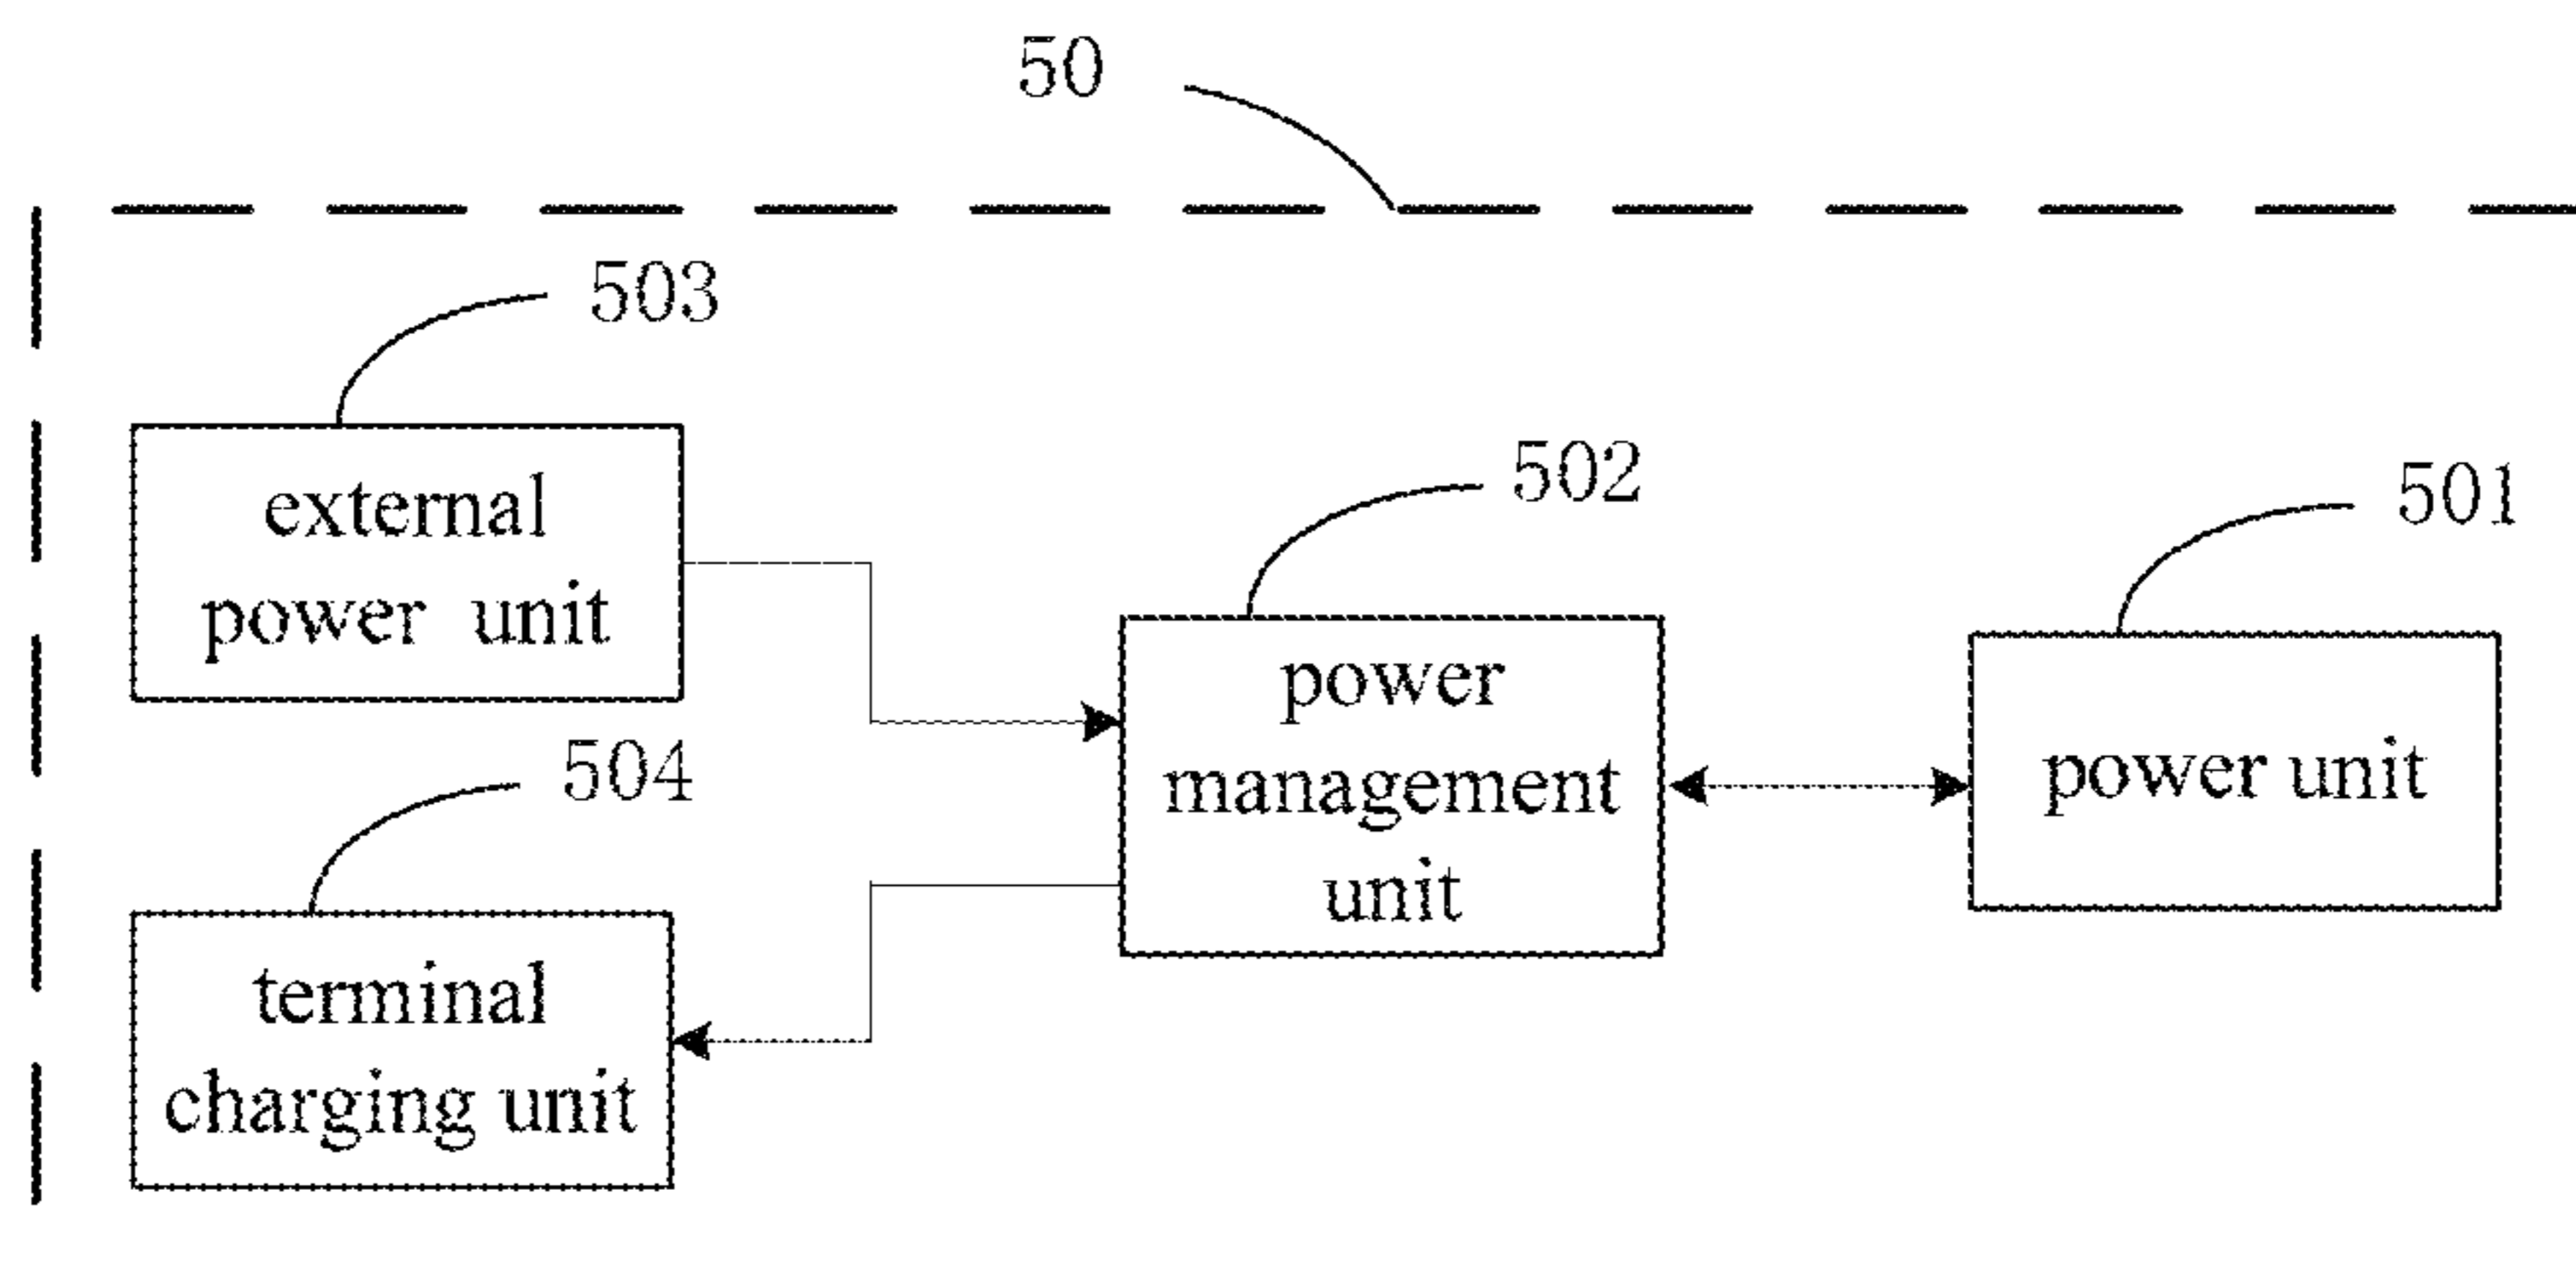 50
503
external
power unit
502
power
management
unit
501
power unit
504
terminal
charging unit